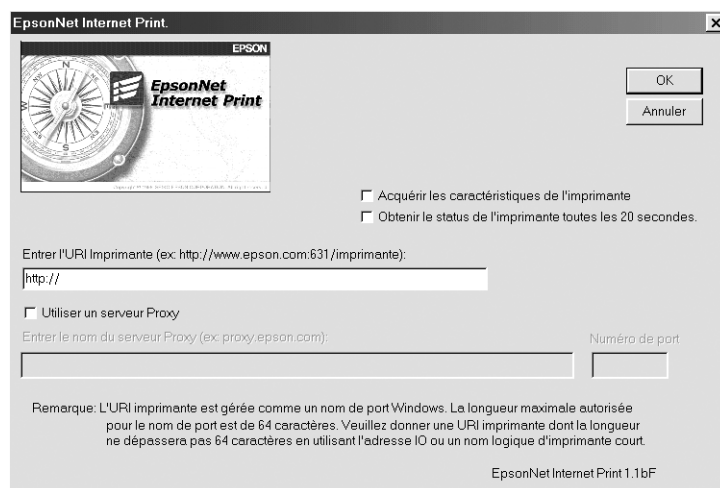 EpsonNet Internet Print.
EPSON
EpsonNet
Internet Print
OK
Annuler
Acquérir les caractéristiques de l'imprimante
Obtenir le status de l'imprimante toutes les 20 secondes.
Entrer l'URI Imprimante (ex: http://www.epson.com:631/imprimante):
http://
Utiliser un serveur Proxy
Entrer le nom du serveur Proxy (ex: proxy.epson.com):
Numéro de port
Remarque: L'URI imprimante est gérée comme un nom de port Windows. La longueur maximale autorisée
pour le nom de port est de 64 caractères. Veuillez donner une URI imprimante dont la longueur
ne dépassera pas 64 caractères en utilisant l'adresse IO ou un nom logique d'imprimante court.
EpsonNet Internet Print 1.1bF